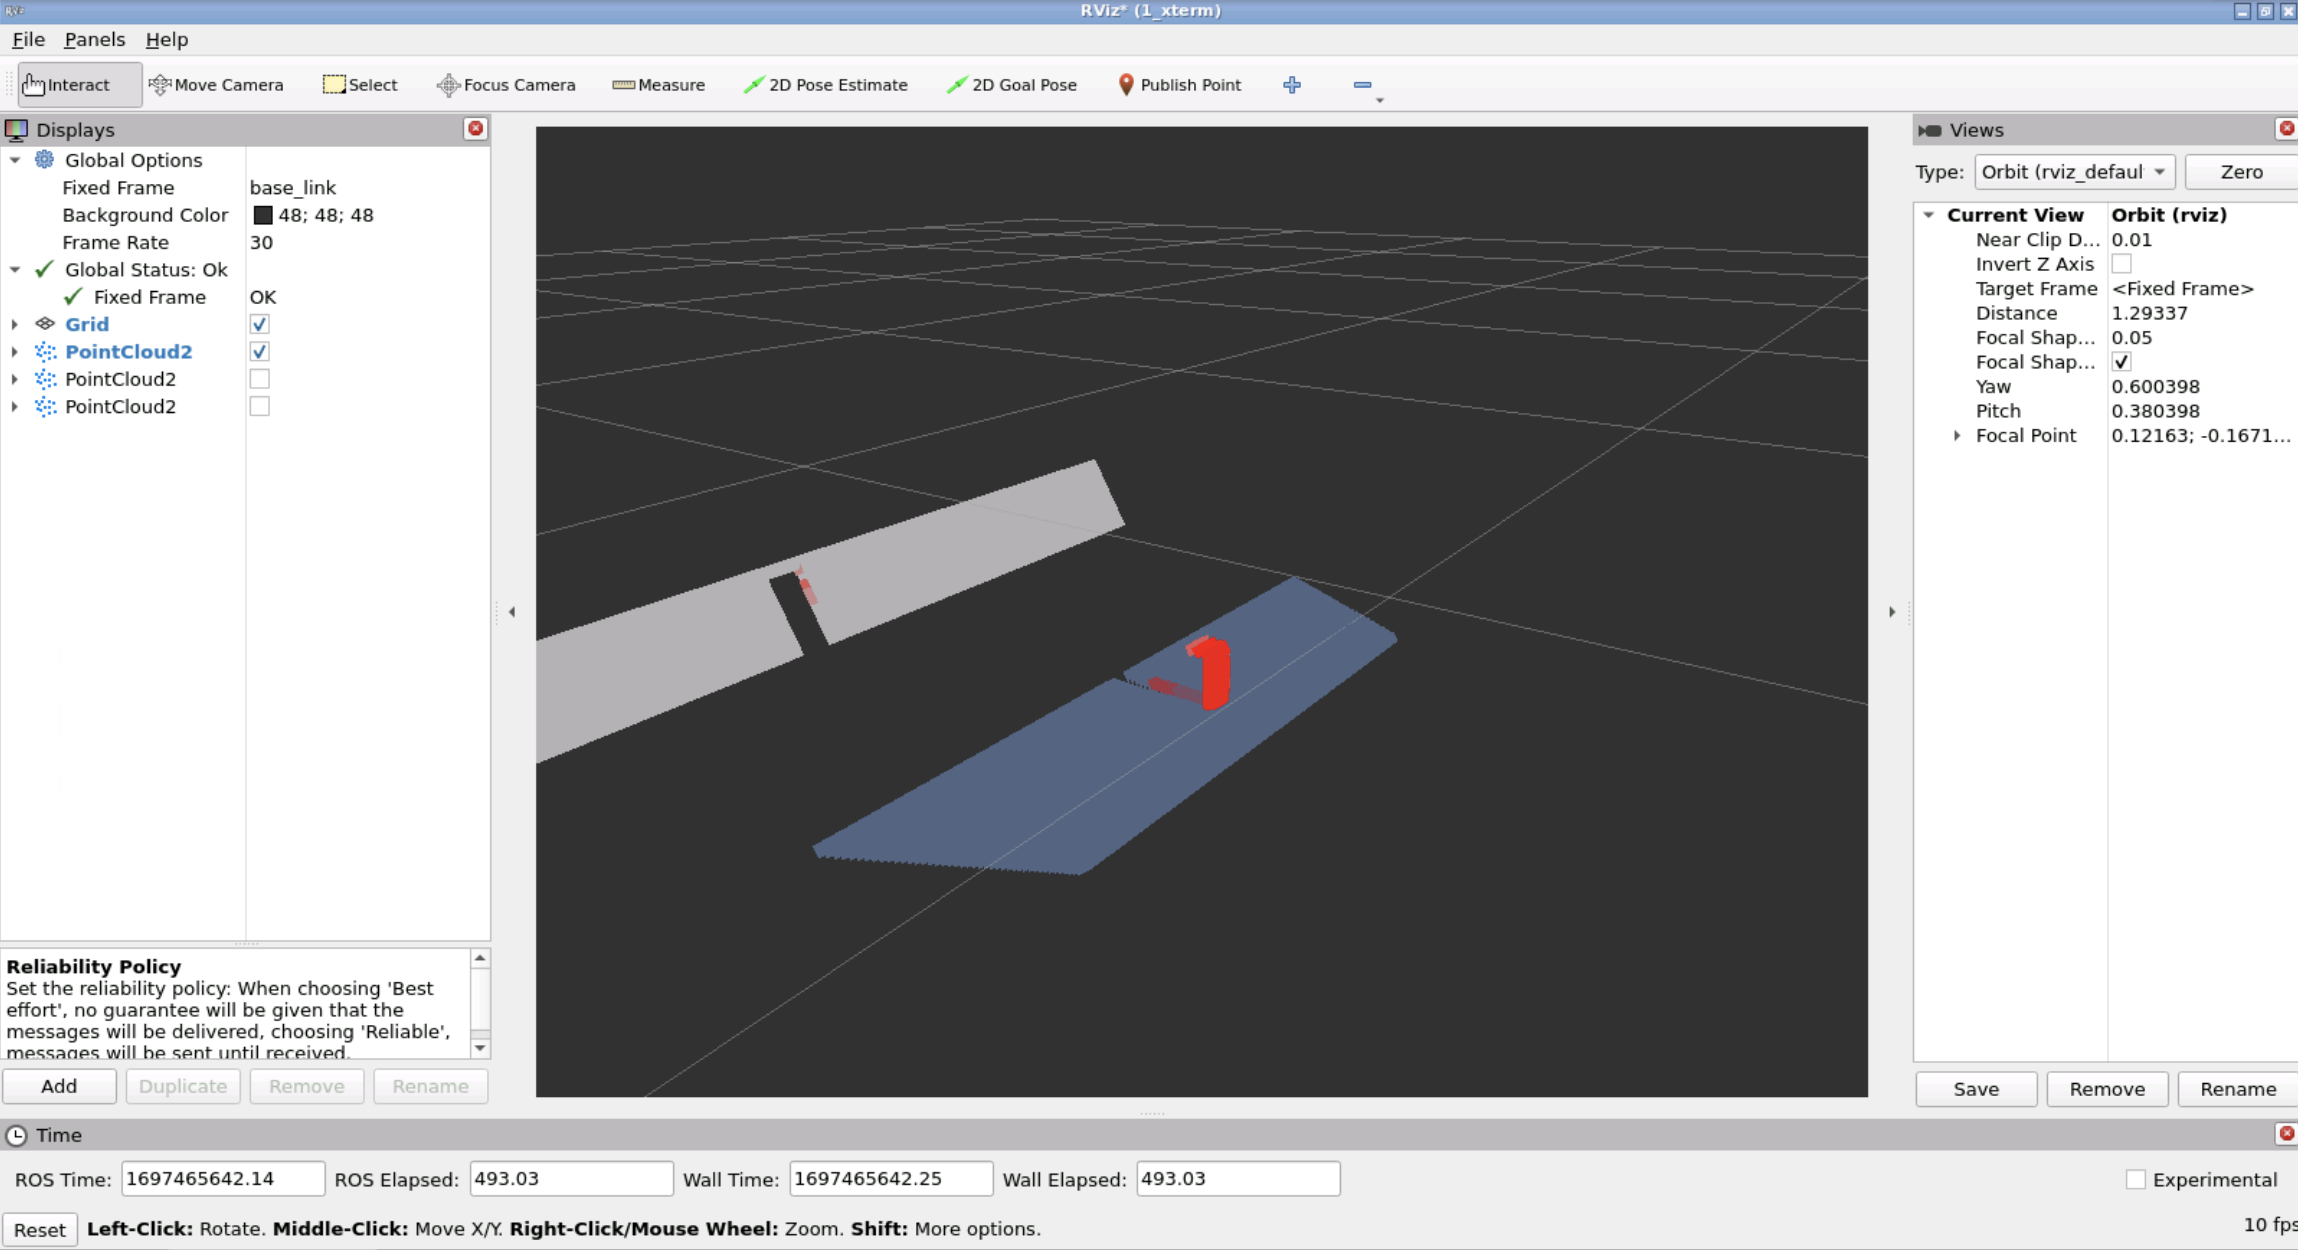 RViz* (1_xterm)
File Panels Help
Interact Move Camera Select Focus Camera Measure 2D Pose Estimate 2D Goal Pose Publish Point
Displays
Global Options
Fixed Frame base_link
Background Color 48; 48; 48
Frame Rate 30
Global Status: Ok
Fixed Frame OK
Grid
PointCloud2
PointCloud2
PointCloud2
Reliability Policy
Set the reliability policy: When choosing 'Best
effort', no guarantee will be given that the
messages will be delivered, choosing 'Reliable',
messages will be sent until received.
Add Duplicate Remove Rename
Views
Type: Orbit (rviz_defaul Zero
Current View Orbit (rviz)
Near Clip D... 0.01
Invert Z Axis
Target Frame <Fixed Frame>
Distance 1.29337
Focal Shap... 0.05
Focal Shap...
Yaw 0.600398
Pitch 0.380398
Focal Point 0.12163; -0.1671...
Save Remove Rename
Time
ROS Time: 1697465642.14 ROS Elapsed: 493.03 Wall Time: 1697465642.25 Wall Elapsed: 493.03 Experimental
Reset Left-Click: Rotate. Middle-Click: Move X/Y. Right-Click/Mouse Wheel: Zoom. Shift: More options. 10 fps